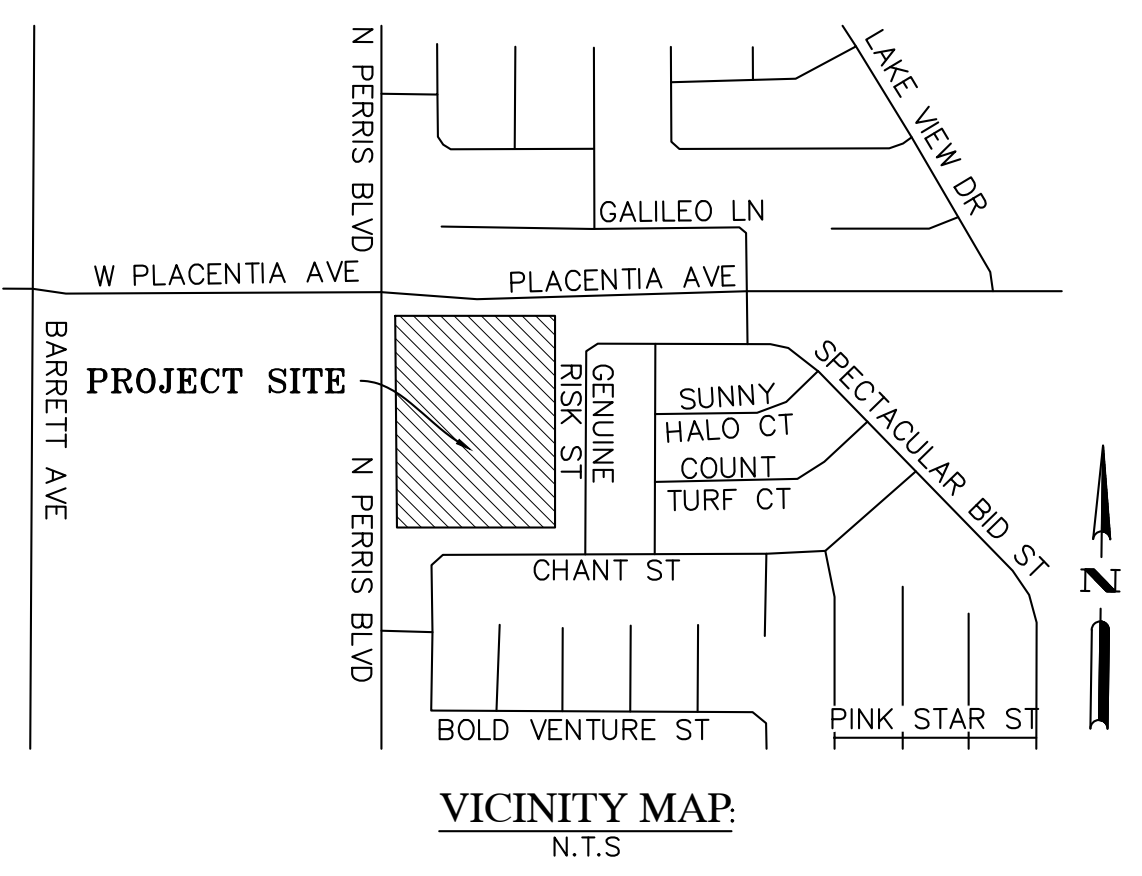 N PERRIS BLVD
LAKE VIEW DR
GALILEO LN
W PLACENTIA AVE
PLACENTIA AVE
BARRETT AVE
PROJECT SITE
GENUINE
RISK ST
SPECTACULAR BID ST
SUNNY
HALO CT
COUNT
TURF CT
N PERRIS BLVD
CHANT ST
N
BOLD VENTURE ST
PINK STAR ST
VICINITY MAP:
N.T.S